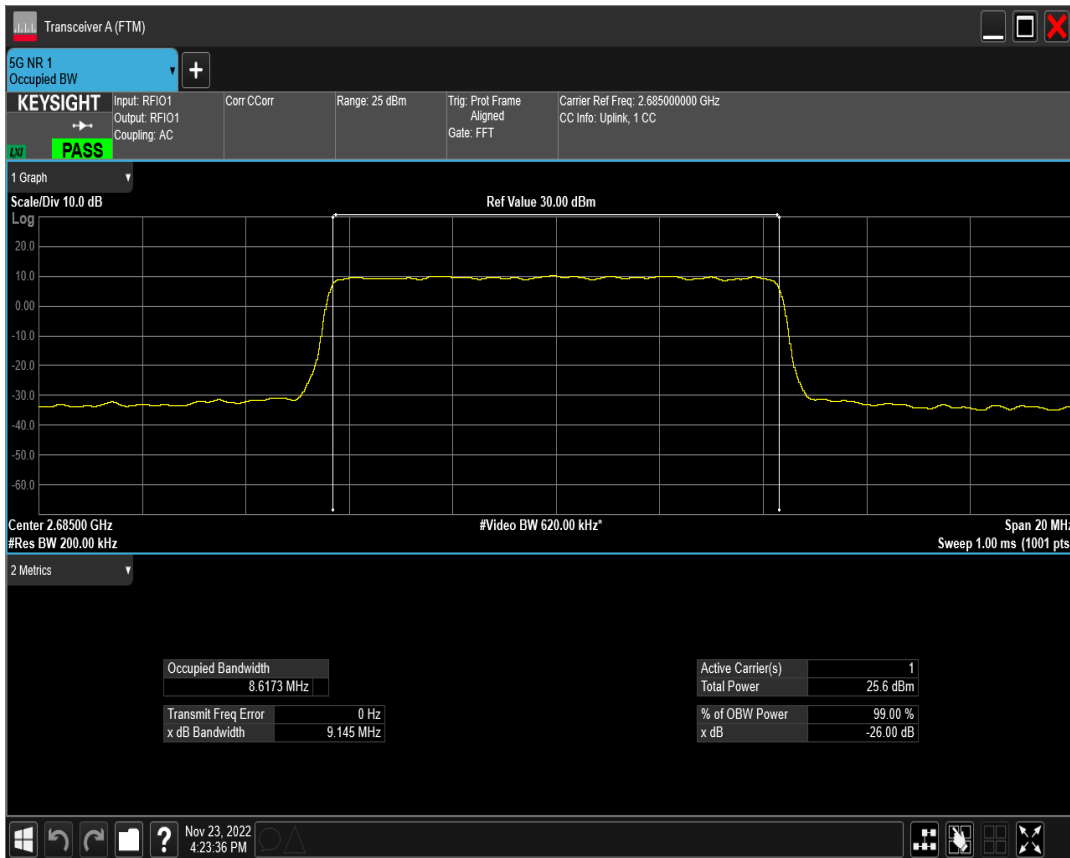 Transceiver A (FTM)
5G NR 1
Occupied BW
+
KEYSIGHT
LXI
PASS
Input: RFIO1
Output: RFIO1
Coupling: AC
Corr CCorr
Range: 25 dBm
Trig: Prot Frame
Aligned
Gate: FFT
Carrier Ref Freq: 2.685000000 GHz
CC Info: Uplink, 1 CC
1 Graph
Scale/Div 10.0 dB
Ref Value 30.00 dBm
Log
20.0
10.0
0.00
-10.0
-20.0
-30.0
-40.0
-50.0
-60.0
Center 2.68500 GHz
#Video BW 620.00 kHz*
Span 20 MHz
#Res BW 200.00 kHz
Sweep 1.00 ms (1001 pts
2 Metrics
Occupied Bandwidth
8.6173 MHz
Transmit Freq Error 0 Hz
x dB Bandwidth 9.145 MHz
Active Carrier(s) 1
Total Power 25.6 dBm
% of OBW Power 99.00 %
x dB -26.00 dB
?
Nov 23, 2022
4:23:36 PM